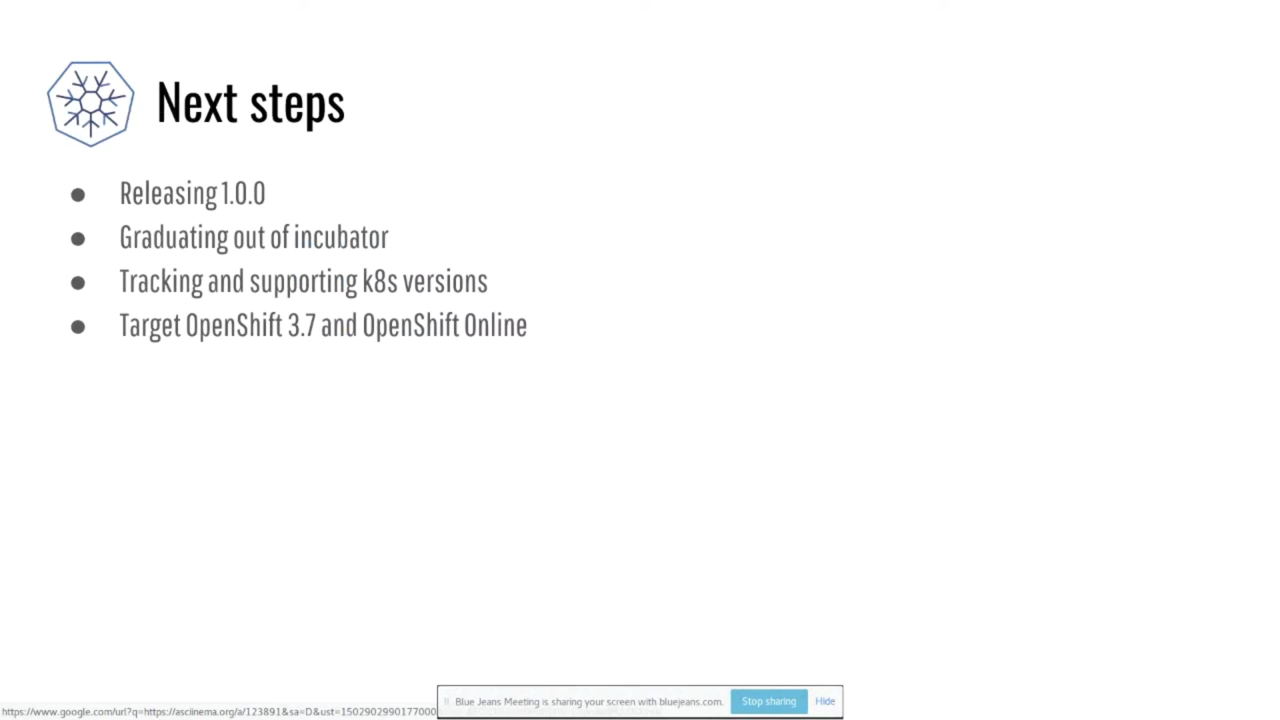 Next steps
● Releasing 1.0.0
● Graduating out of incubator
● Tracking and supporting k8s versions
● Target OpenShift 3.7 and OpenShift Online
Blue Jeans Meeting is sharing your screen with bluejeans.com. Stop sharing Hide
https://www.google.com/url?q=https://asciinema.org/a/123891&sa=D&ust=1502902990177000